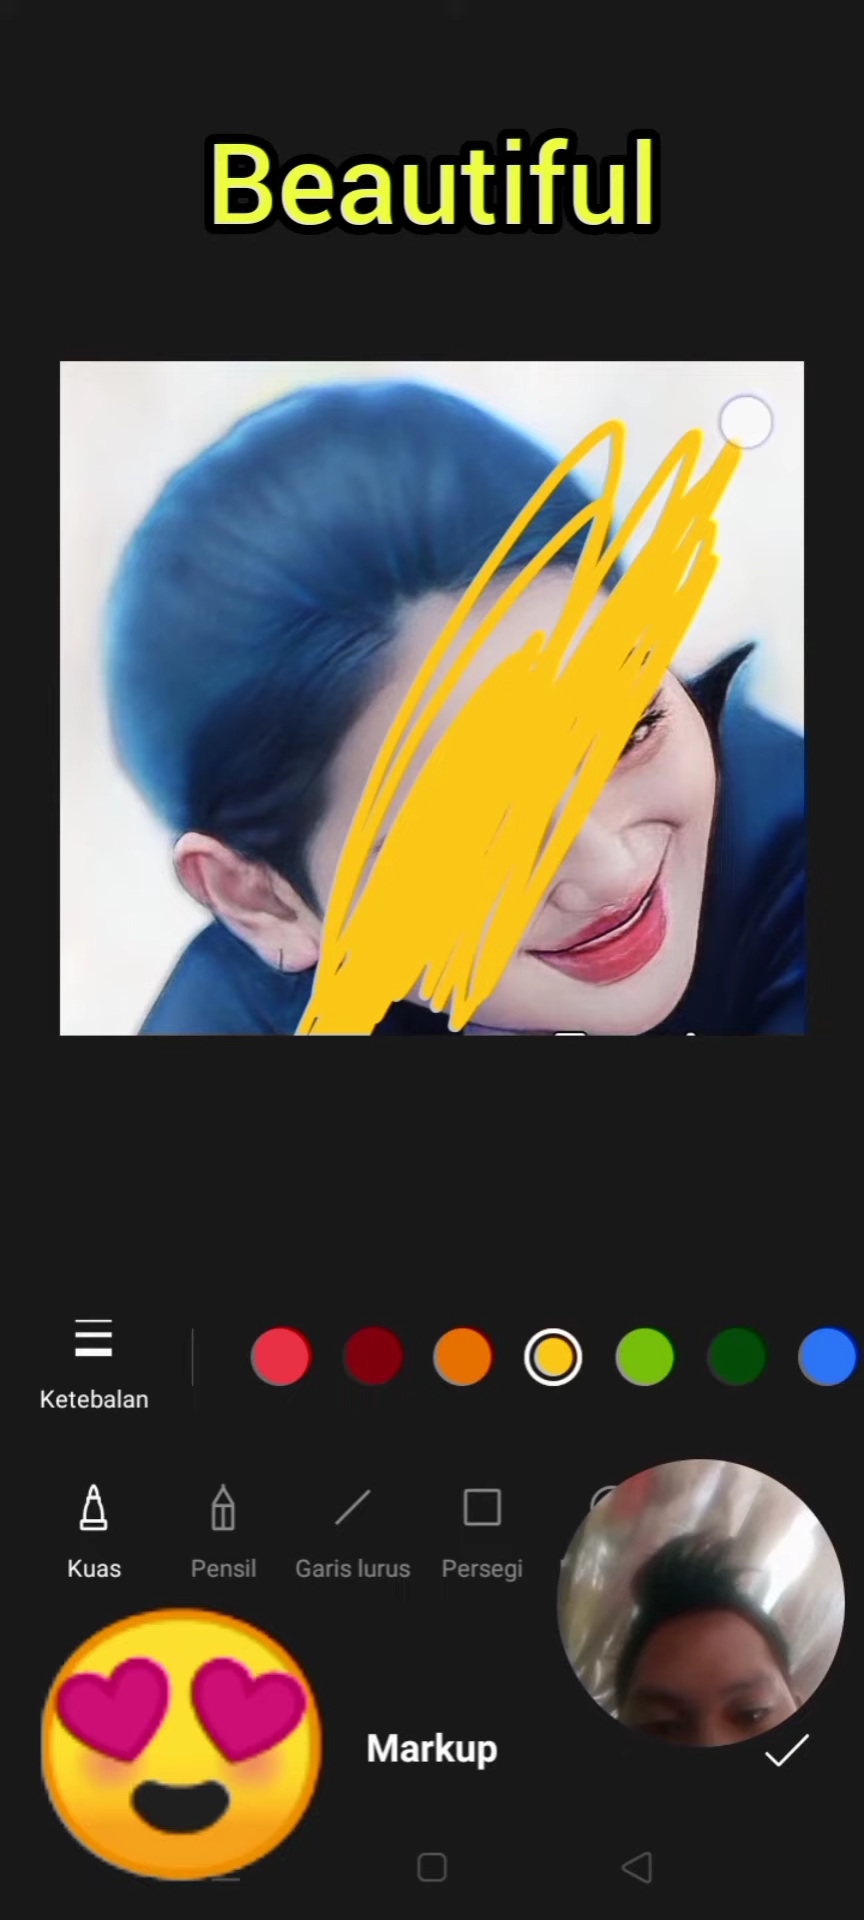 Beautiful
Ketebalan
Kuas
Pensil
Garis lurus
Persegi
Markup